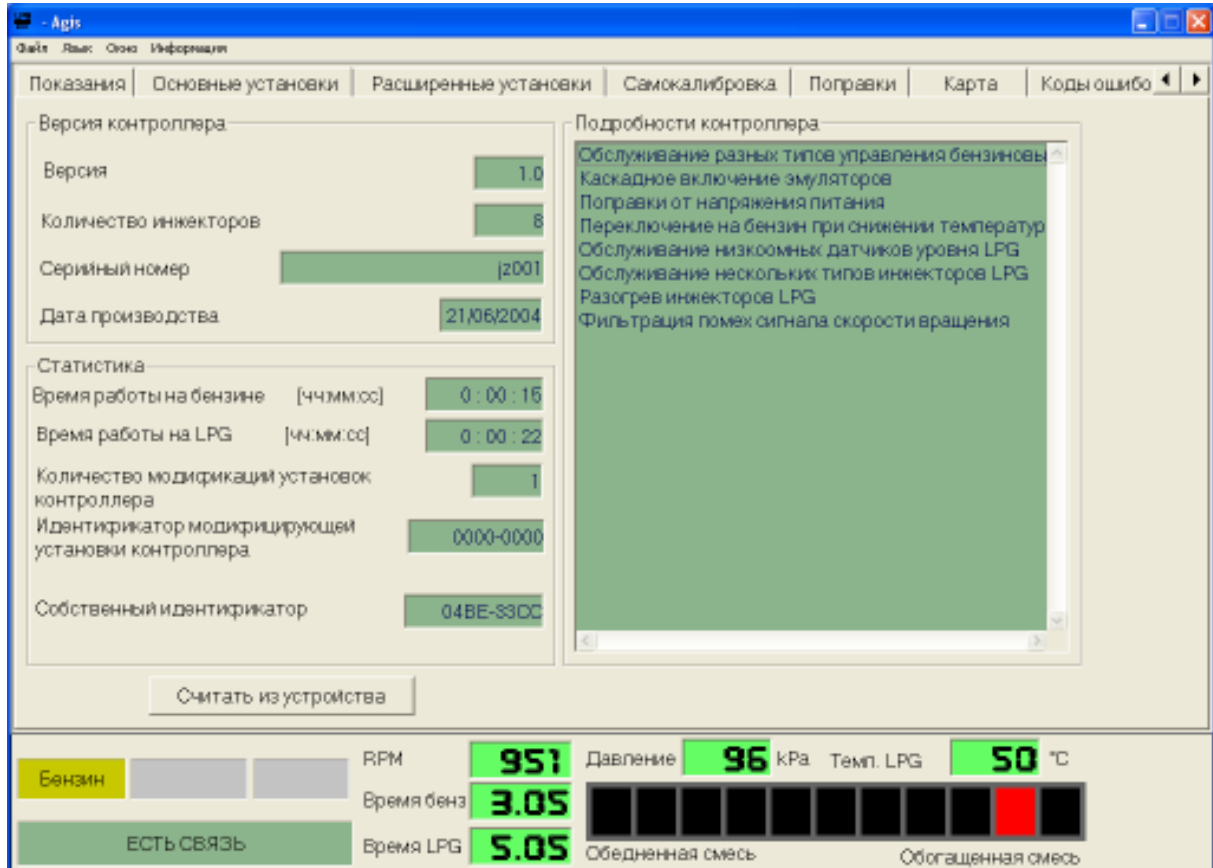 - Agis
Файл Язык Окно Информация
Показания Основные установки Расширенные установки Самокалибровка Поправки Карта Коды ошибо
Версия контроллера
Версия 1.0
Количество инжекторов 8
Серийный номер jz001
Дата производства 21/06/2004
Статистика
Время работы на бензине [чч:мм:сс] 0 : 00 : 15
Время работы на LPG [чч:мм:сс] 0 : 00 : 22
Количество модификаций установок 1
контроллера
Идентификатор модифицирующей 0000-0000
установки контроллера
Собственный идентификатор 04BE-33CC
Считать из устройства
Подробности контроллера
Обслуживание разных типов управления бензиновы
Каскадное включение эмуляторов
Поправки от напряжения питания
Переключение на бензин при снижении температур
Обслуживание низкоомных датчиков уровня LPG
Обслуживание нескольких типов инжекторов LPG
Разогрев инжекторов LPG
Фильтрация помех сигнала скорости вращения
Бензин
ЕСТЬ СВЯЗЬ
RPM 951
Время бенз 3.05
Время LPG 5.05
Давление 96 kPa Темп. LPG 50 °C
Обедненная смесь Обогащенная смесь